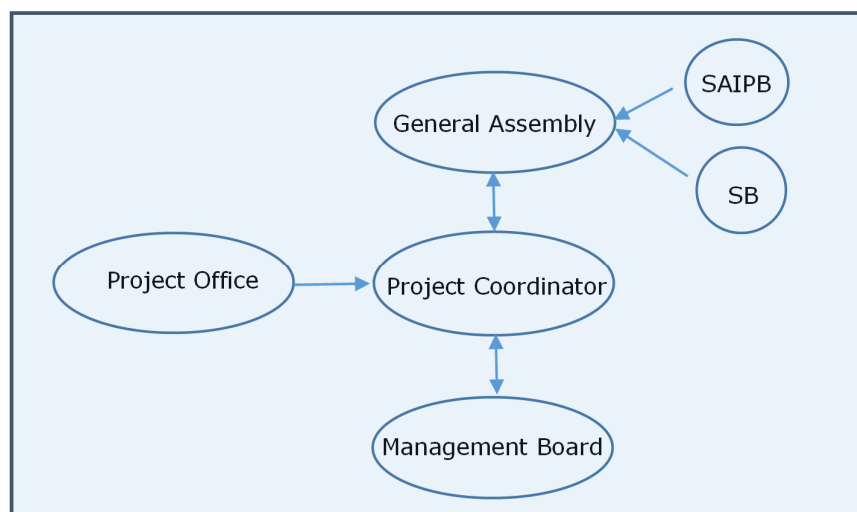 SAIPB
General Assembly
SB
Project Office
Project Coordinator
Management Board